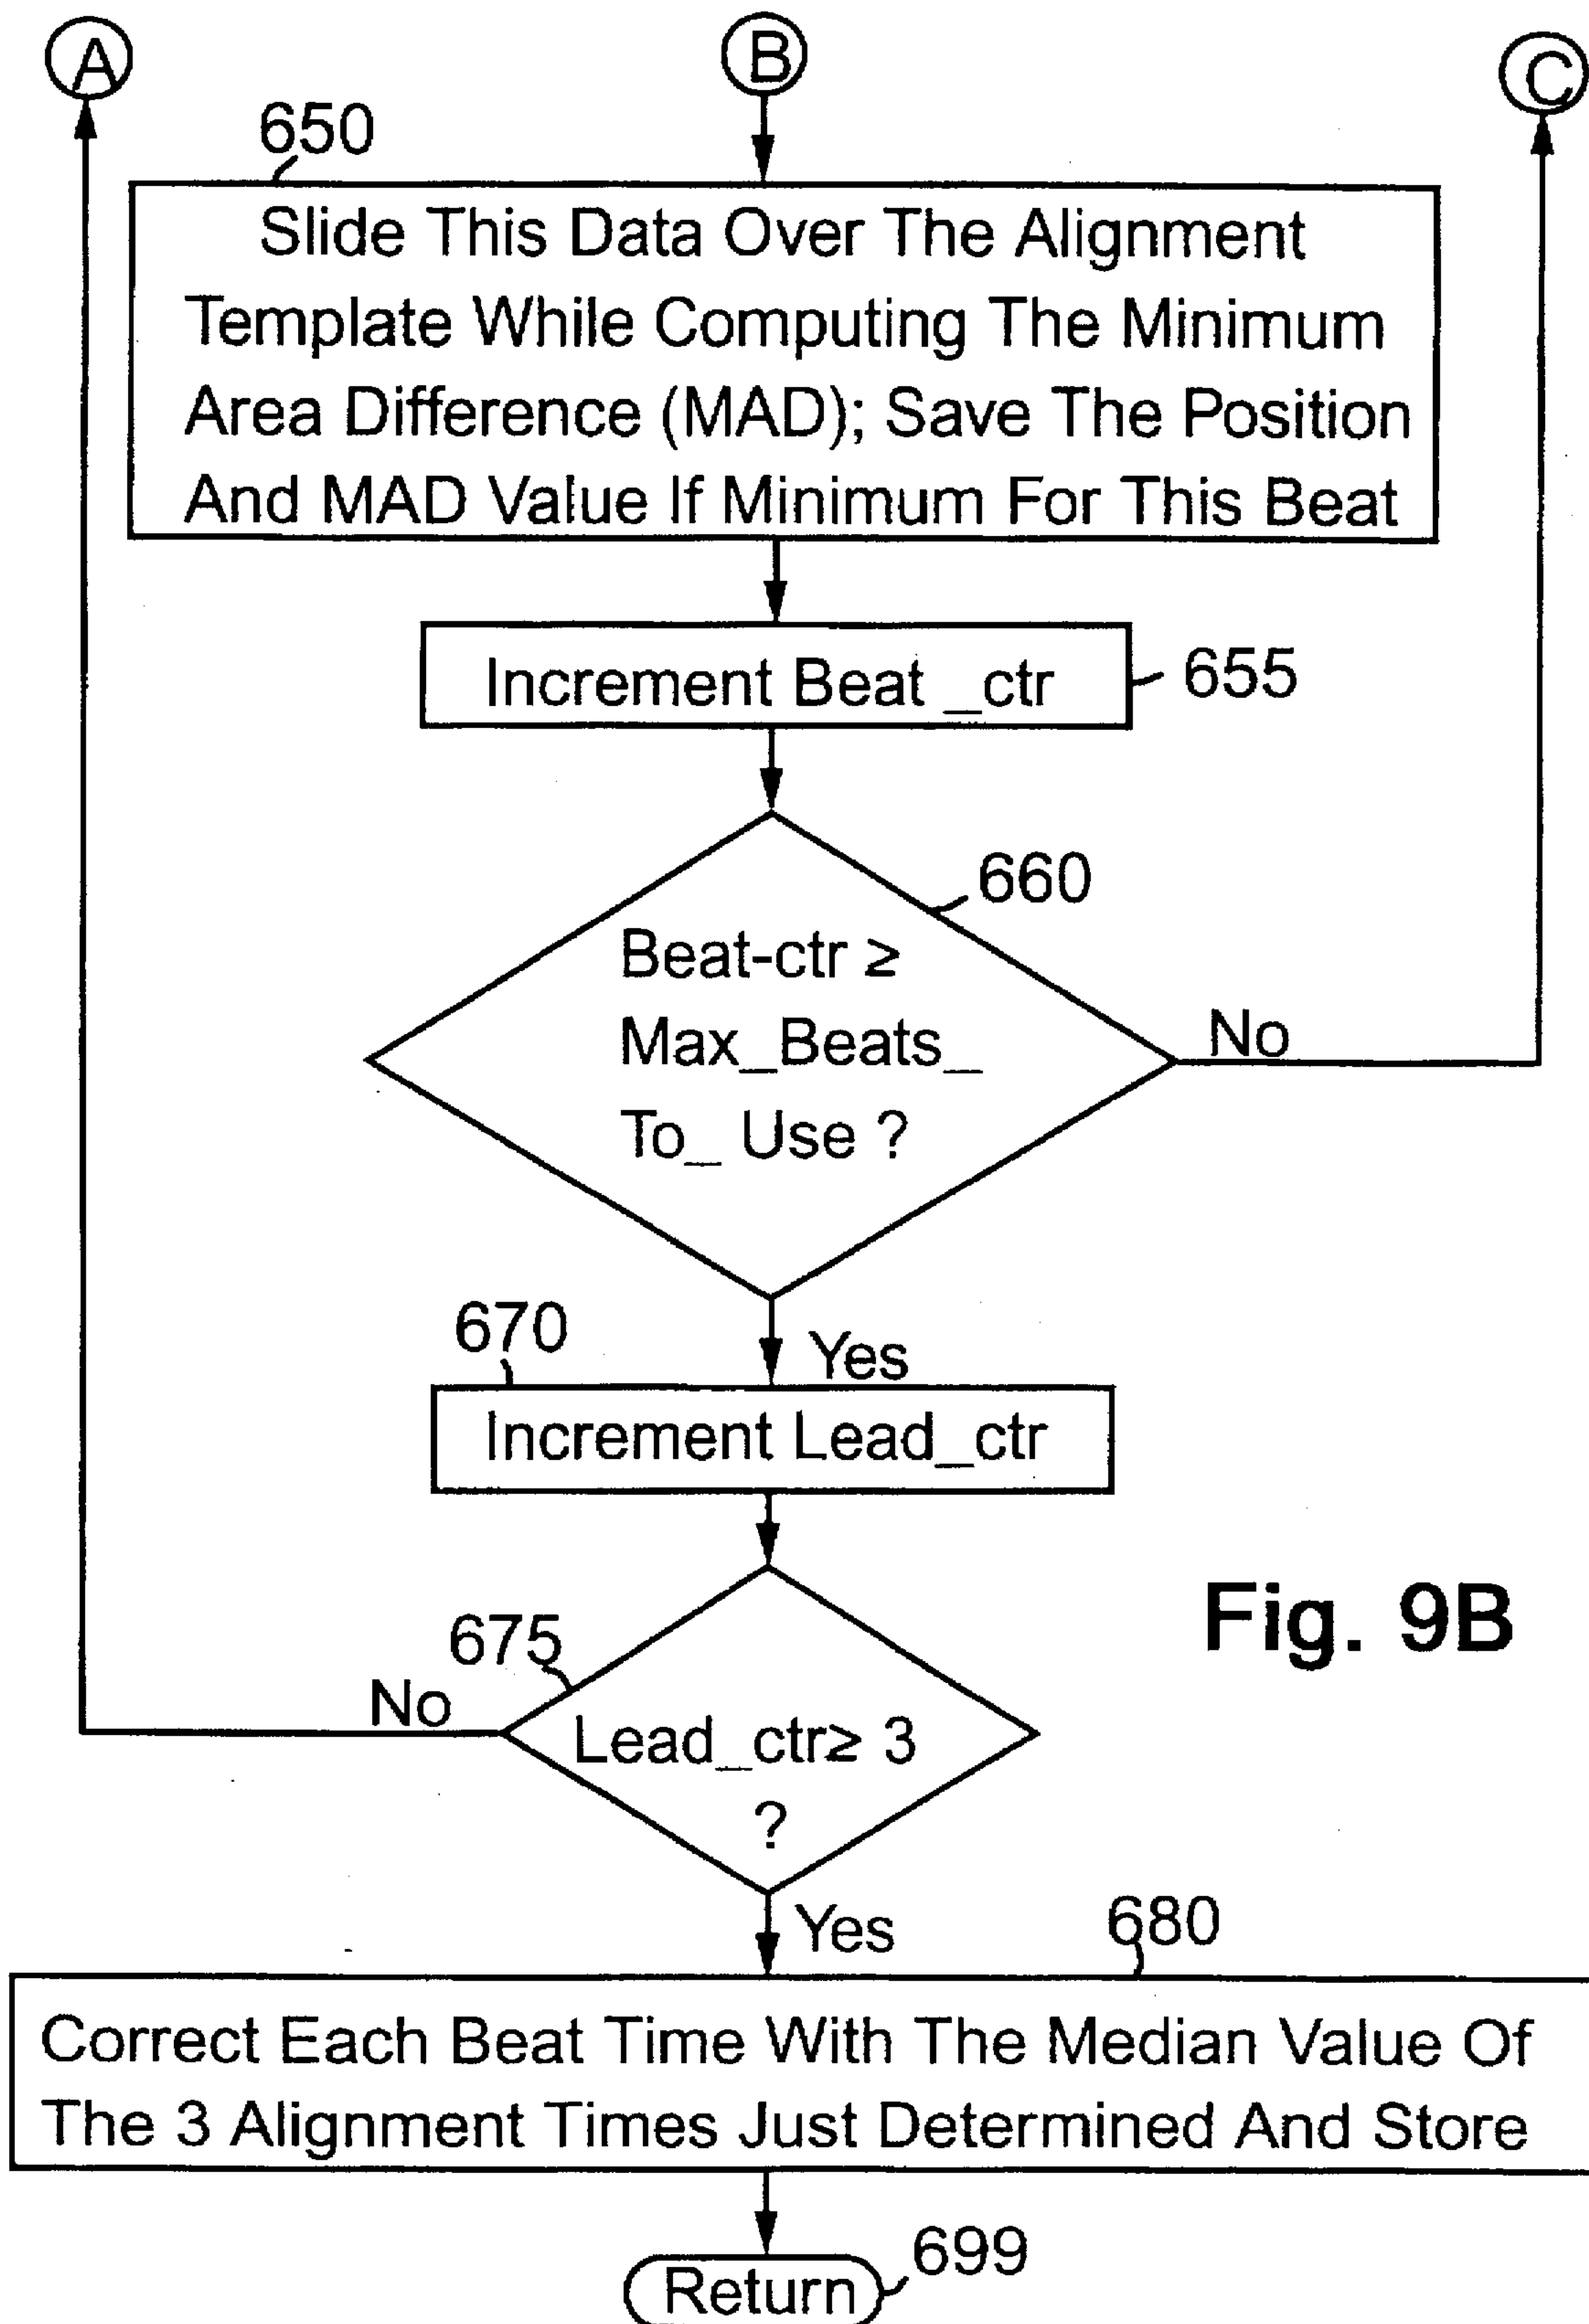 A
B
C
650
Slide This Data Over The Alignment
Template While Computing The Minimum
Area Difference (MAD); Save The Position
And MAD Value If Minimum For This Beat
Increment Beat _ctr
655
660
Beat-ctr ≥
Max_Beats_
To_ Use ?
No
Yes
670
Increment Lead_ctr
Fig. 9B
675
No
Lead_ctr≥ 3
?
Yes
680
Correct Each Beat Time With The Median Value Of
The 3 Alignment Times Just Determined And Store
Return
699